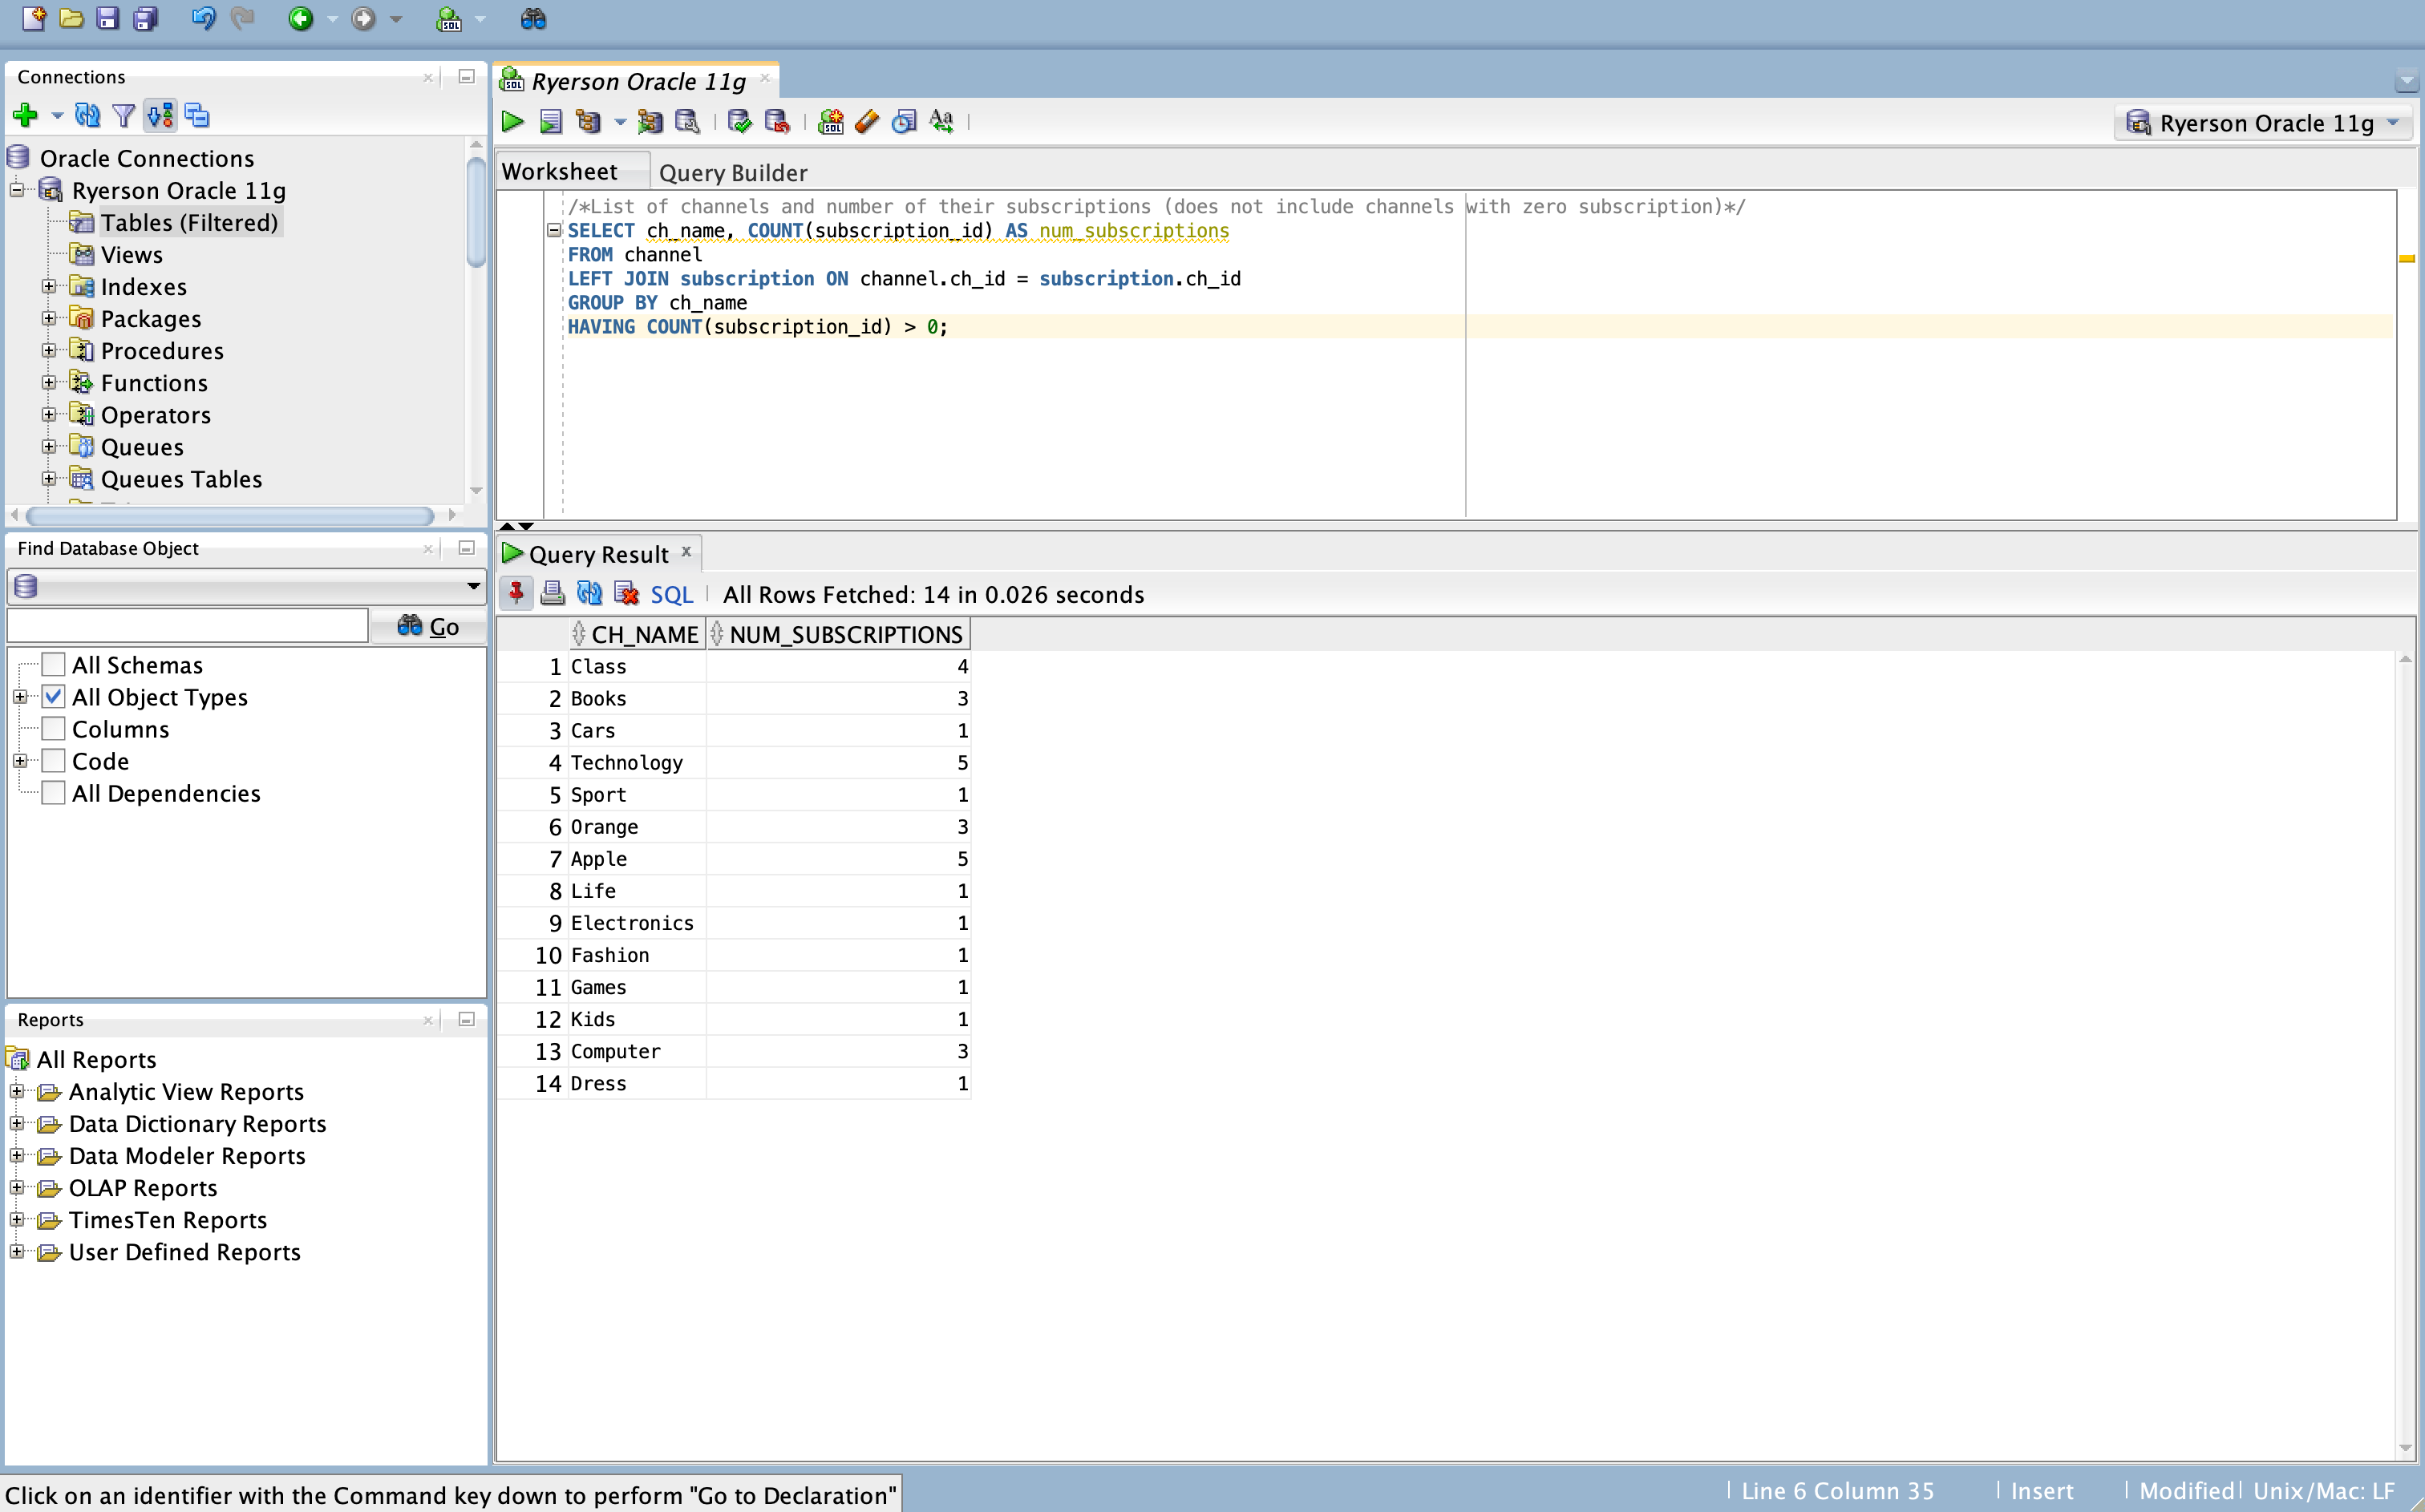 Connections
Oracle Connections
Ryerson Oracle 11g
Tables (Filtered)
Views
Indexes
Packages
Procedures
Functions
Operators
Queues
Queues Tables
Find Database Object
Go
All Schemas
All Object Types
Columns
Code
All Dependencies
Reports
All Reports
Analytic View Reports
Data Dictionary Reports
Data Modeler Reports
OLAP Reports
TimesTen Reports
User Defined Reports
Ryerson Oracle 11g
Ryerson Oracle 11g
Worksheet Query Builder
/*List of channels and number of their subscriptions (does not include channels with zero subscription)*/
SELECT ch_name, COUNT(subscription_id) AS num_subscriptions
FROM channel
LEFT JOIN subscription ON channel.ch_id = subscription.ch_id
GROUP BY ch_name
HAVING COUNT(subscription_id) > 0;
Query Result
SQL All Rows Fetched: 14 in 0.026 seconds
CH_NAME NUM_SUBSCRIPTIONS
1 Class 4
2 Books 3
3 Cars 1
4 Technology 5
5 Sport 1
6 Orange 3
7 Apple 5
8 Life 1
9 Electronics 1
10 Fashion 1
11 Games 1
12 Kids 1
13 Computer 3
14 Dress 1
Click on an identifier with the Command key down to perform "Go to Declaration"
Line 6 Column 35 Insert Modified Unix/Mac: LF